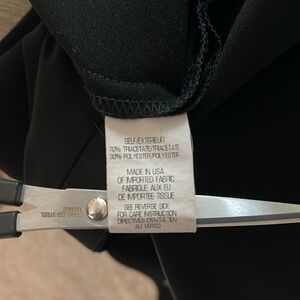 SELF/EXTERIEUR
70% TRIACETATE/TRIACETATE
30% POLYESTER/POLYESTER
MADE IN USA
OF IMPORTED FABRIC
FABRIQUE AUX EU
DE IMPORTEE TISSUE
SEE REVERSE SIDE
FOR CARE INSTRUCTION
DIRECTIVES D'ENTETIEN
AU VERSO
STAINLESS STEEL